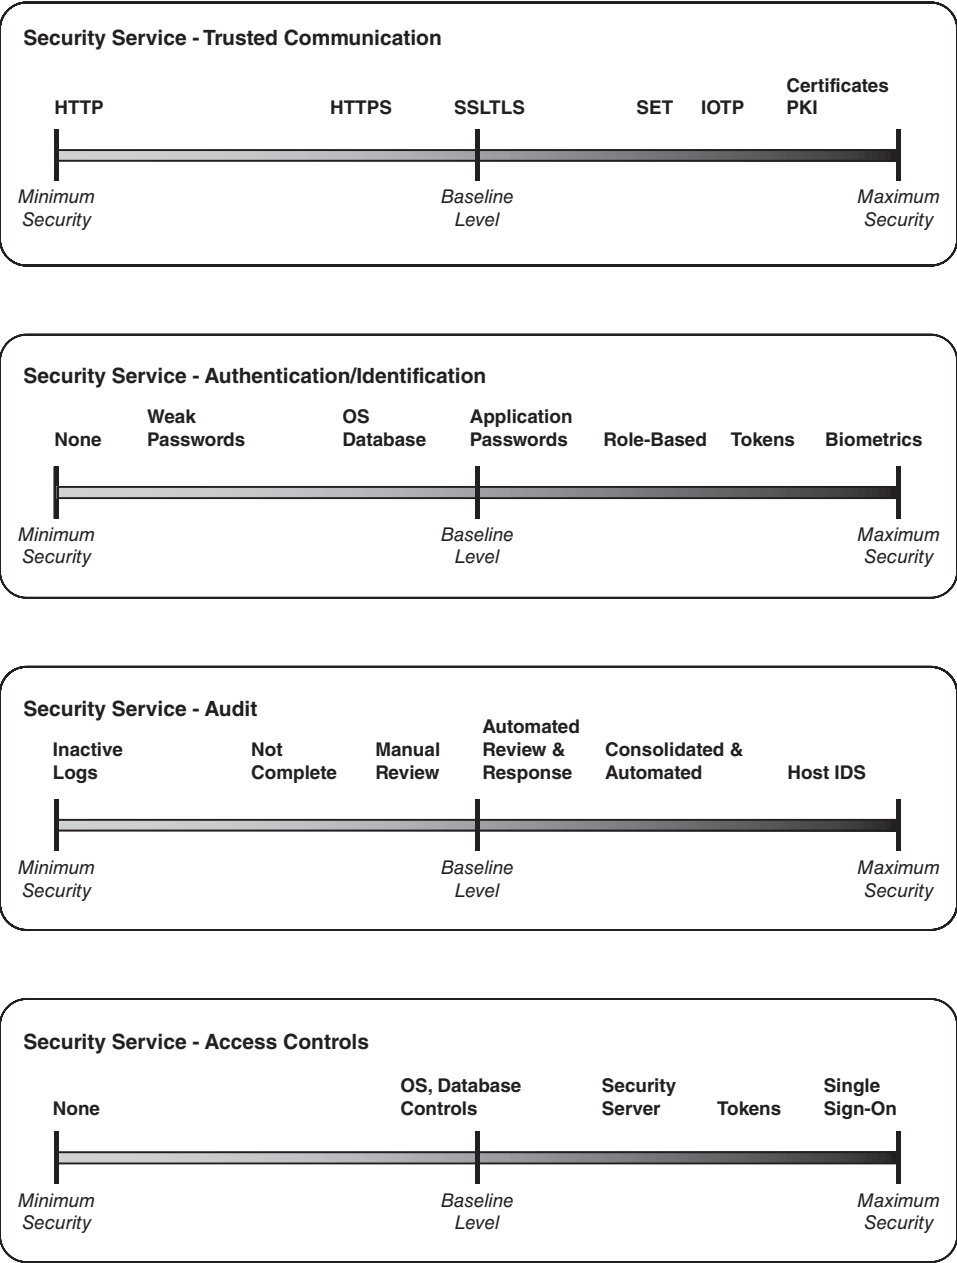 Security Service - Trusted Communication
Certificates
HTTP HTTPS SSLTLS SET IOTP PKI
Minimum Baseline Maximum
Security Level Security
Security Service - Authentication/Identification
Weak OS Application
None Passwords Database Passwords Role-Based Tokens Biometrics
Minimum Baseline Maximum
Security Level Security
Security Service - Audit
Automated
Inactive Not Manual Review & Consolidated &
Logs Complete Review Response Automated Host IDS
Minimum Baseline Maximum
Security Level Security
Security Service - Access Controls
OS, Database Security Single
None Controls Server Tokens Sign-On
Minimum Baseline Maximum
Security Level Security